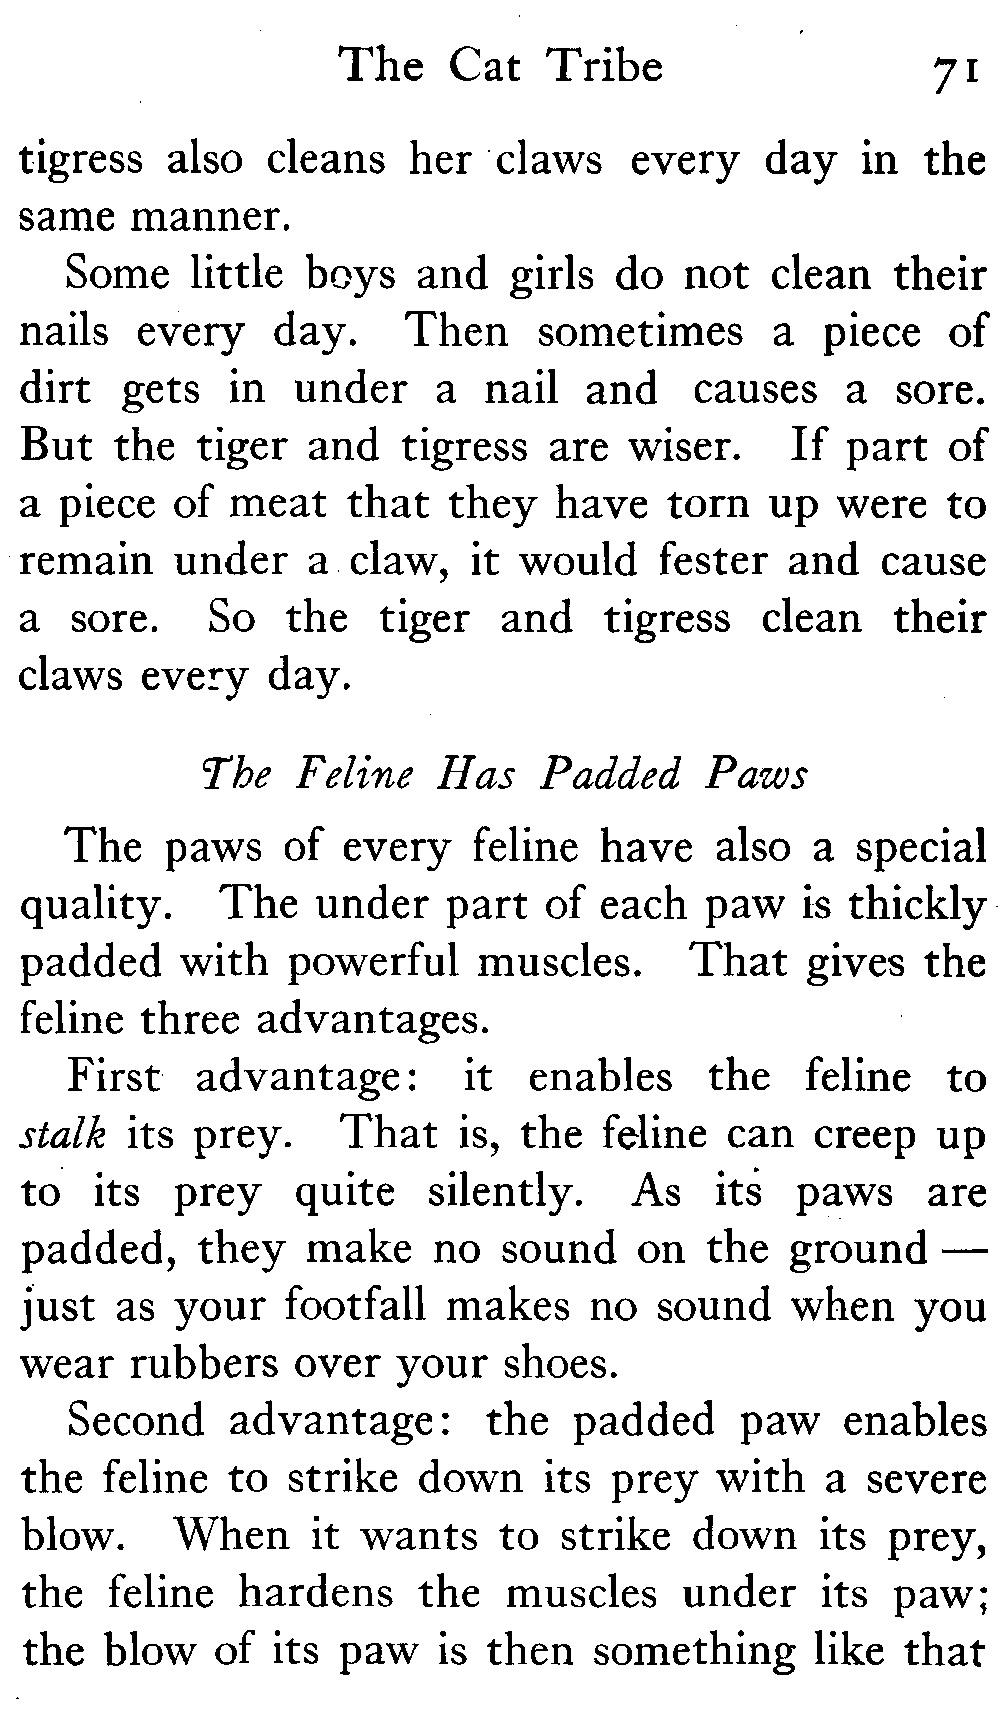 The Cat Tribe 71
tigress also cleans her claws every day in the
same manner.
Some little boys and girls do not clean their
nails every day. Then sometimes a piece of
dirt gets in under a nail and causes a sore.
But the tiger and tigress are wiser. If part of
a piece of meat that they have torn up were to
remain under a claw, it would fester and cause
a sore. So the tiger and tigress clean their
claws every day.
The Feline Has Padded Paws
The paws of every feline have also a special
quality. The under part of each paw is thickly
padded with powerful muscles. That gives the
feline three advantages.
First advantage: it enables the feline to
stalk its prey. That is, the feline can creep up
to its prey quite silently. As its paws are
padded, they make no sound on the ground —
just as your footfall makes no sound when you
wear rubbers over your shoes.
Second advantage: the padded paw enables
the feline to strike down its prey with a severe
blow. When it wants to strike down its prey,
the feline hardens the muscles under its paw;
the blow of its paw is then something like that